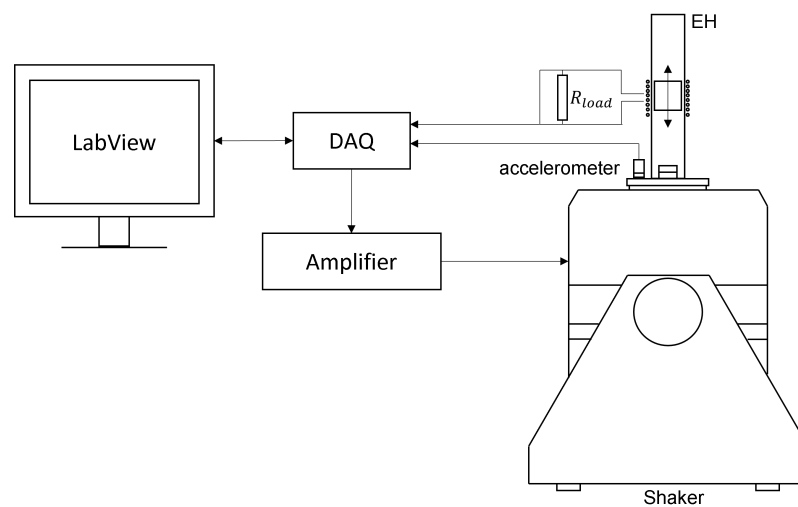 EH
R_load
LabView
DAQ
accelerometer
Amplifier
Shaker